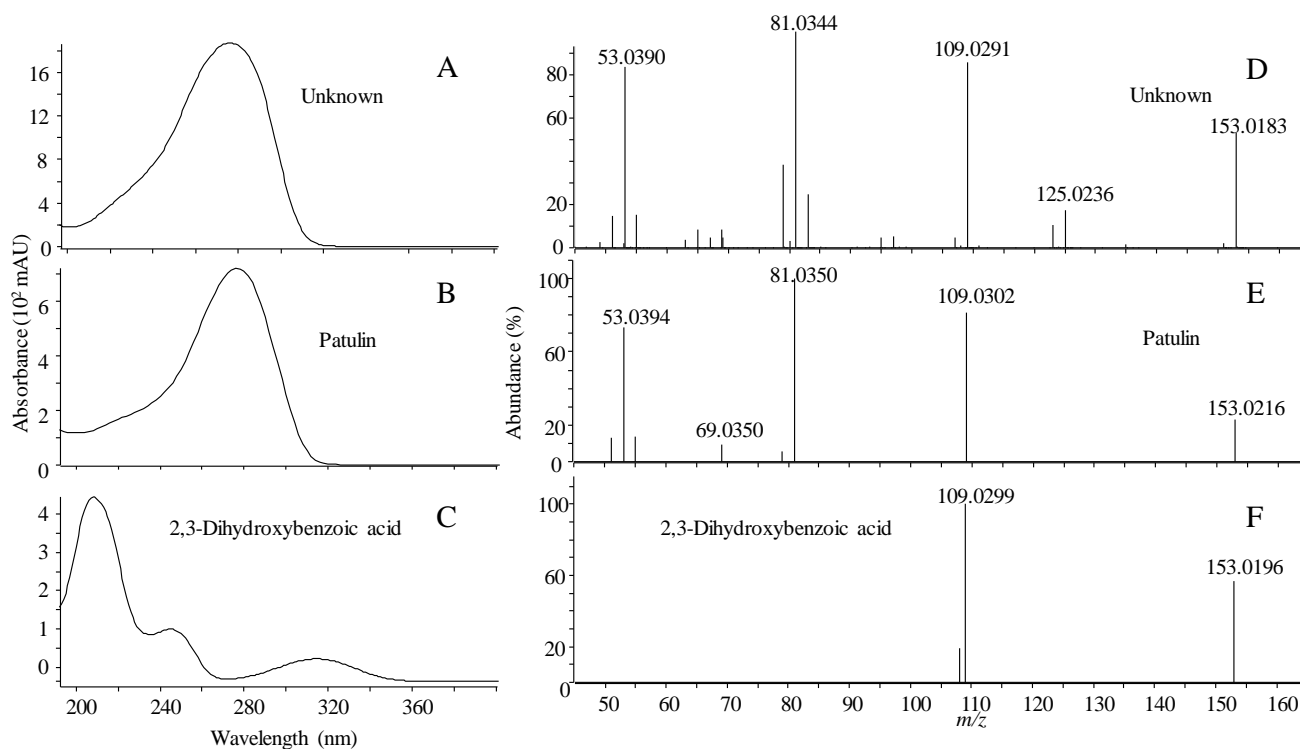 A
Unknown
16
12
8
4
0
B
Patulin
6
4
2
0
C
2,3-Dihydroxybenzoic acid
4
3
2
1
0
200 240 280 320 360
Wavelength (nm)
Absorbance (10² mAU)
D
Unknown
81.0344
53.0390
109.0291
153.0183
125.0236
80
60
40
20
0
E
Patulin
81.0350
109.0302
53.0394
69.0350
153.0216
100
60
40
20
0
F
2,3-Dihydroxybenzoic acid
109.0299
153.0196
100
60
20
0
50 60 70 80 90 100 110 120 130 140 150 160
m/z
Abundance (%)